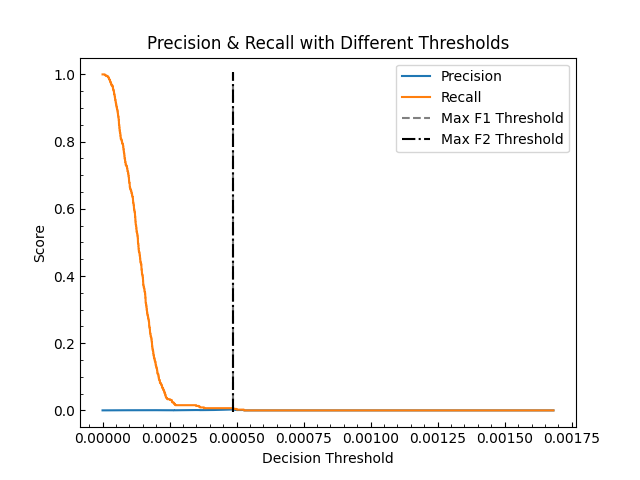 Precision & Recall with Different Thresholds
1.0
0.8
0.6
0.4
0.2
0.0
Score
Precision
Recall
Max F1 Threshold
Max F2 Threshold
0.00000 0.00025 0.00050 0.00075 0.00100 0.00125 0.00150 0.00175
Decision Threshold